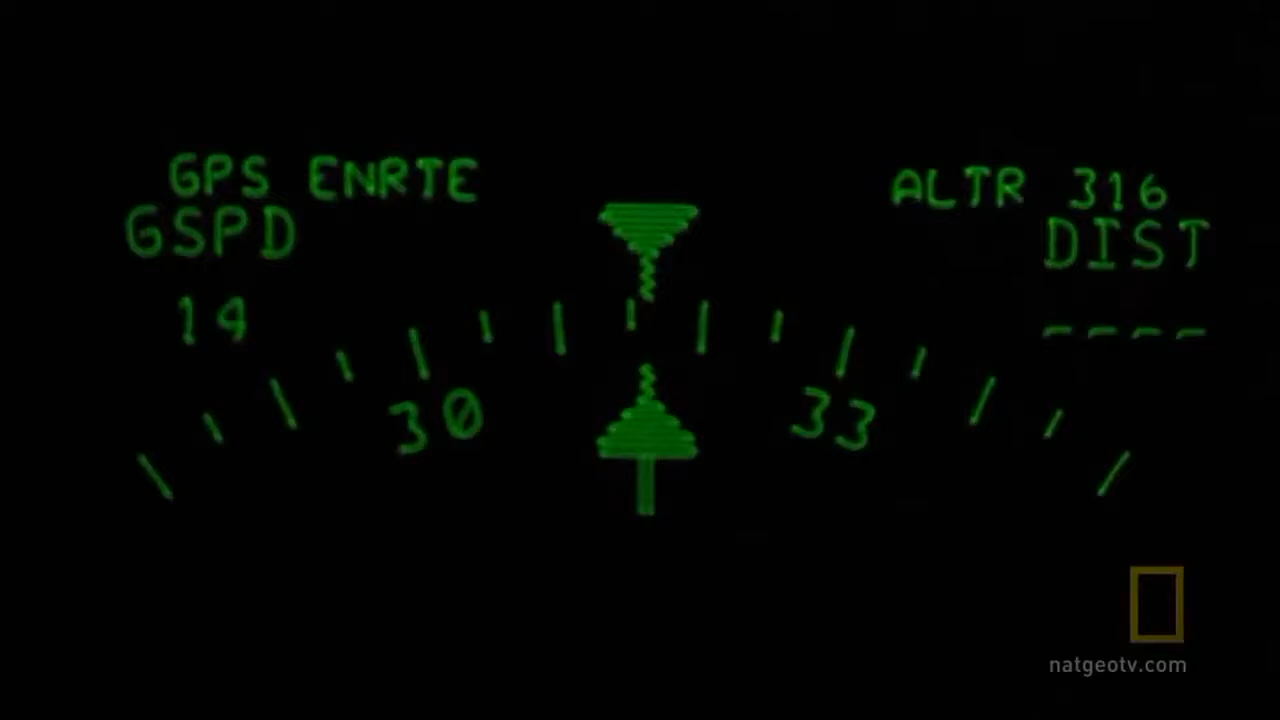 GPS ENRTE
ALTR 316
GSPD
DIST
14
----
30
33
natgeotv.com